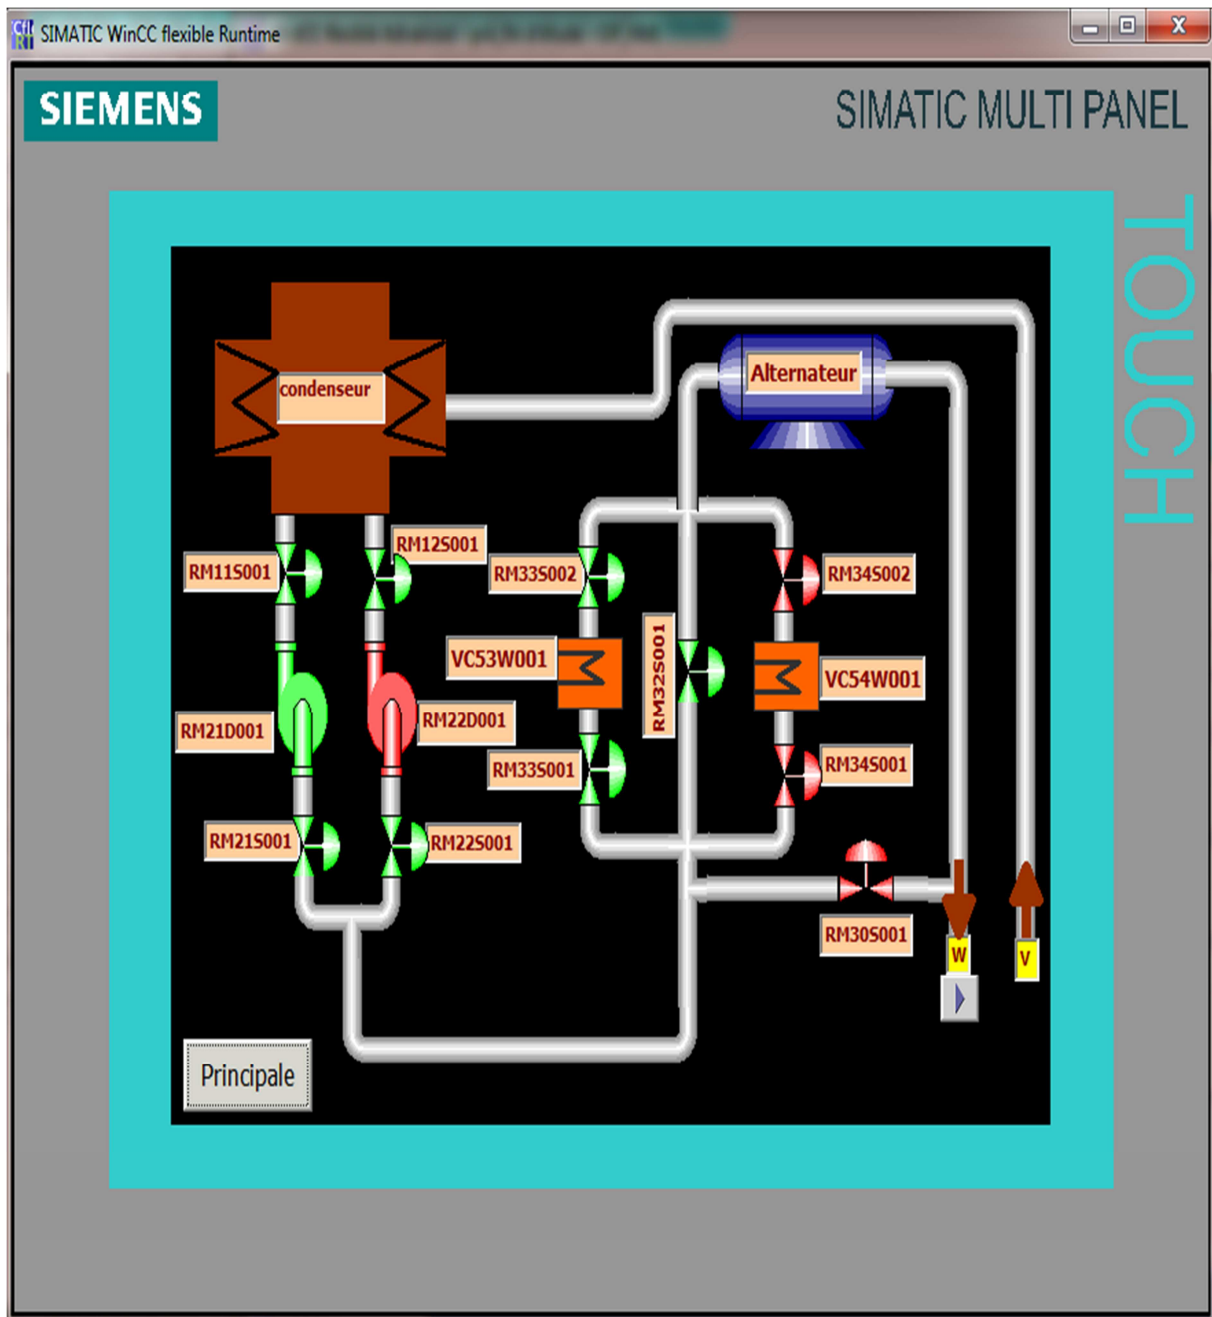 SIMATIC WinCC flexible Runtime
SIEMENS
SIMATIC MULTI PANEL
TOUCH
condenseur
Alternateur
RM11S001
RM12S001
RM33S002
RM34S002
VC53W001
RM32S001
VC54W001
RM21D001
RM22D001
RM33S001
RM34S001
RM21S001
RM22S001
RM30S001
W
V
Principale